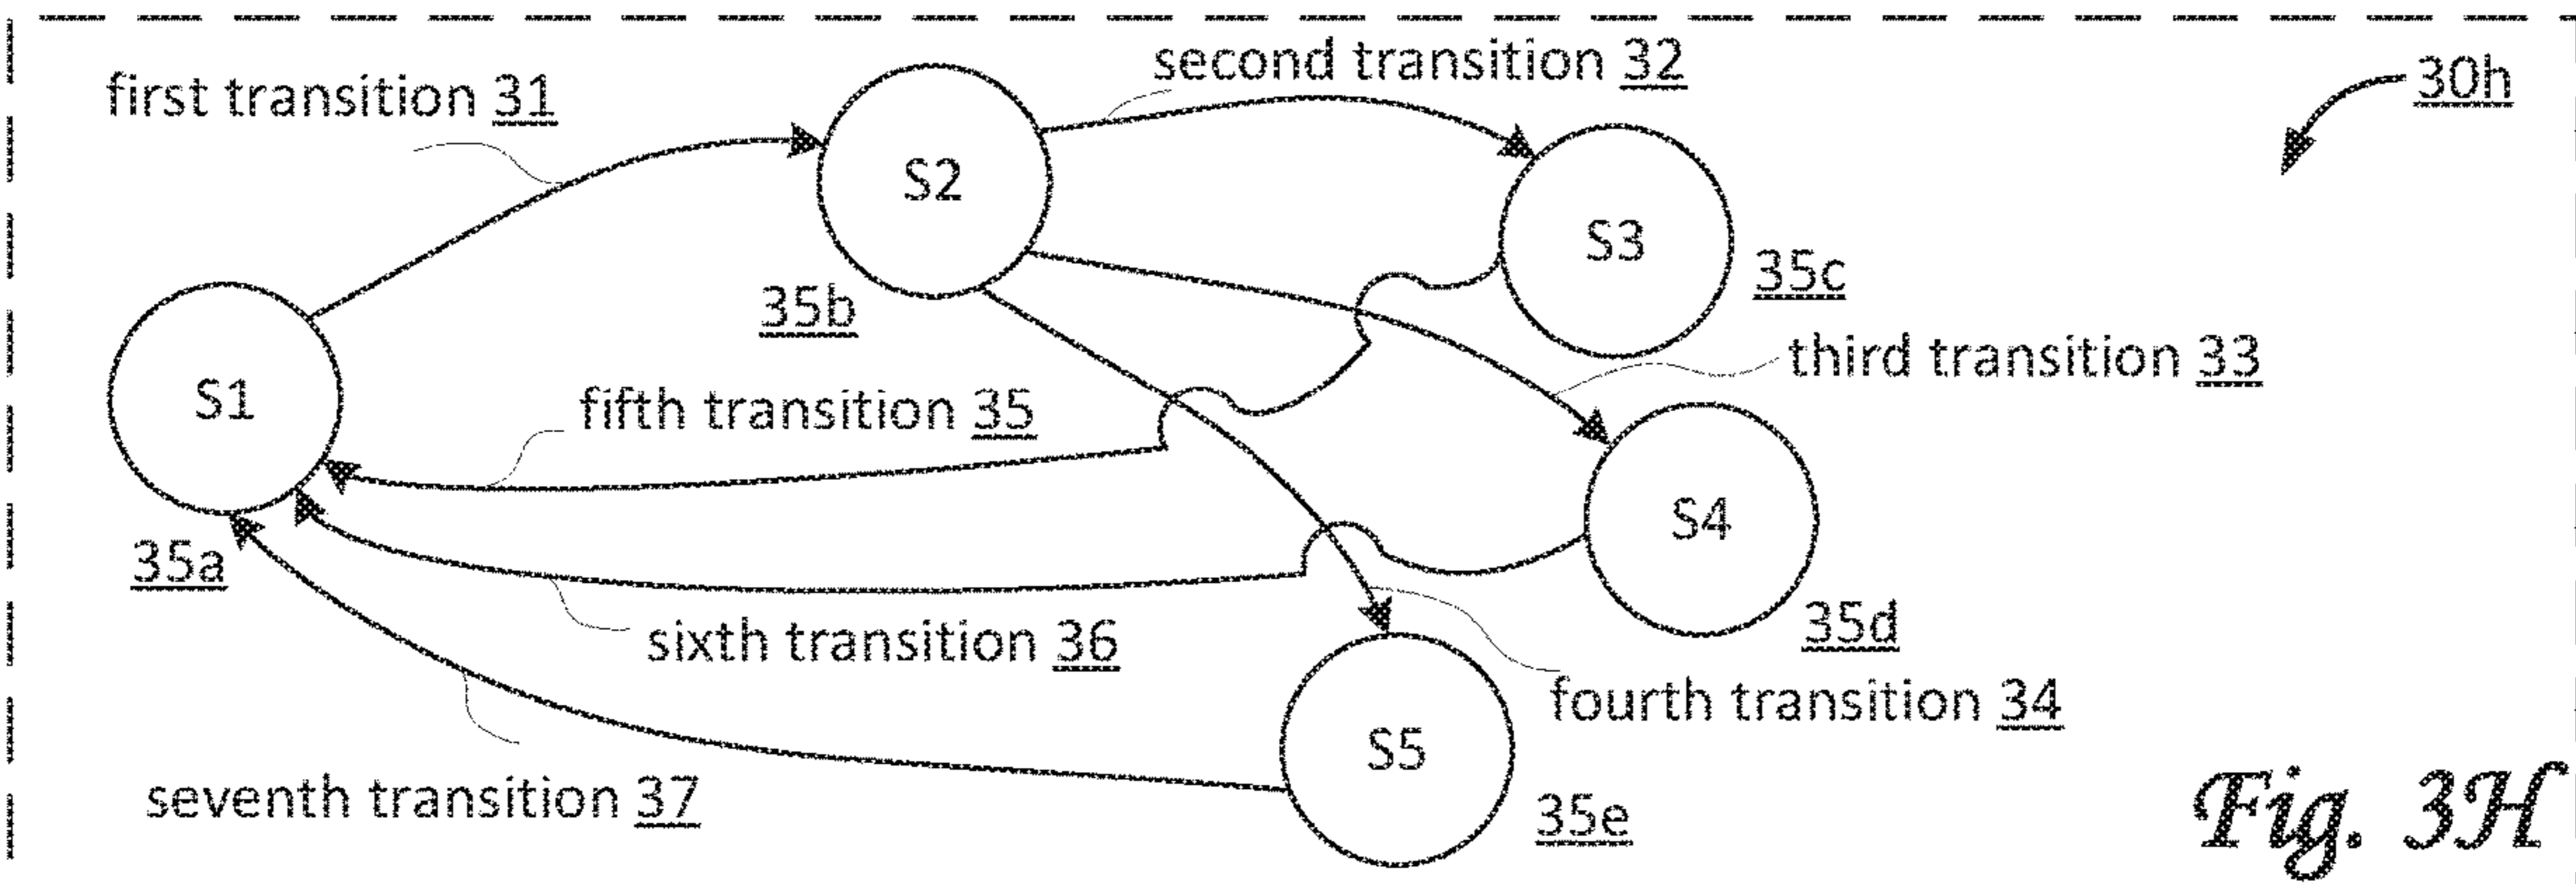 second transition 32
first transition 31
30h
S2
S3
35c
35b
third transition 33
S1
fifth transition 35
S4
35a
sixth transition 36
35d
fourth transition 34
S5
seventh transition 37
35e
Fig. 3H